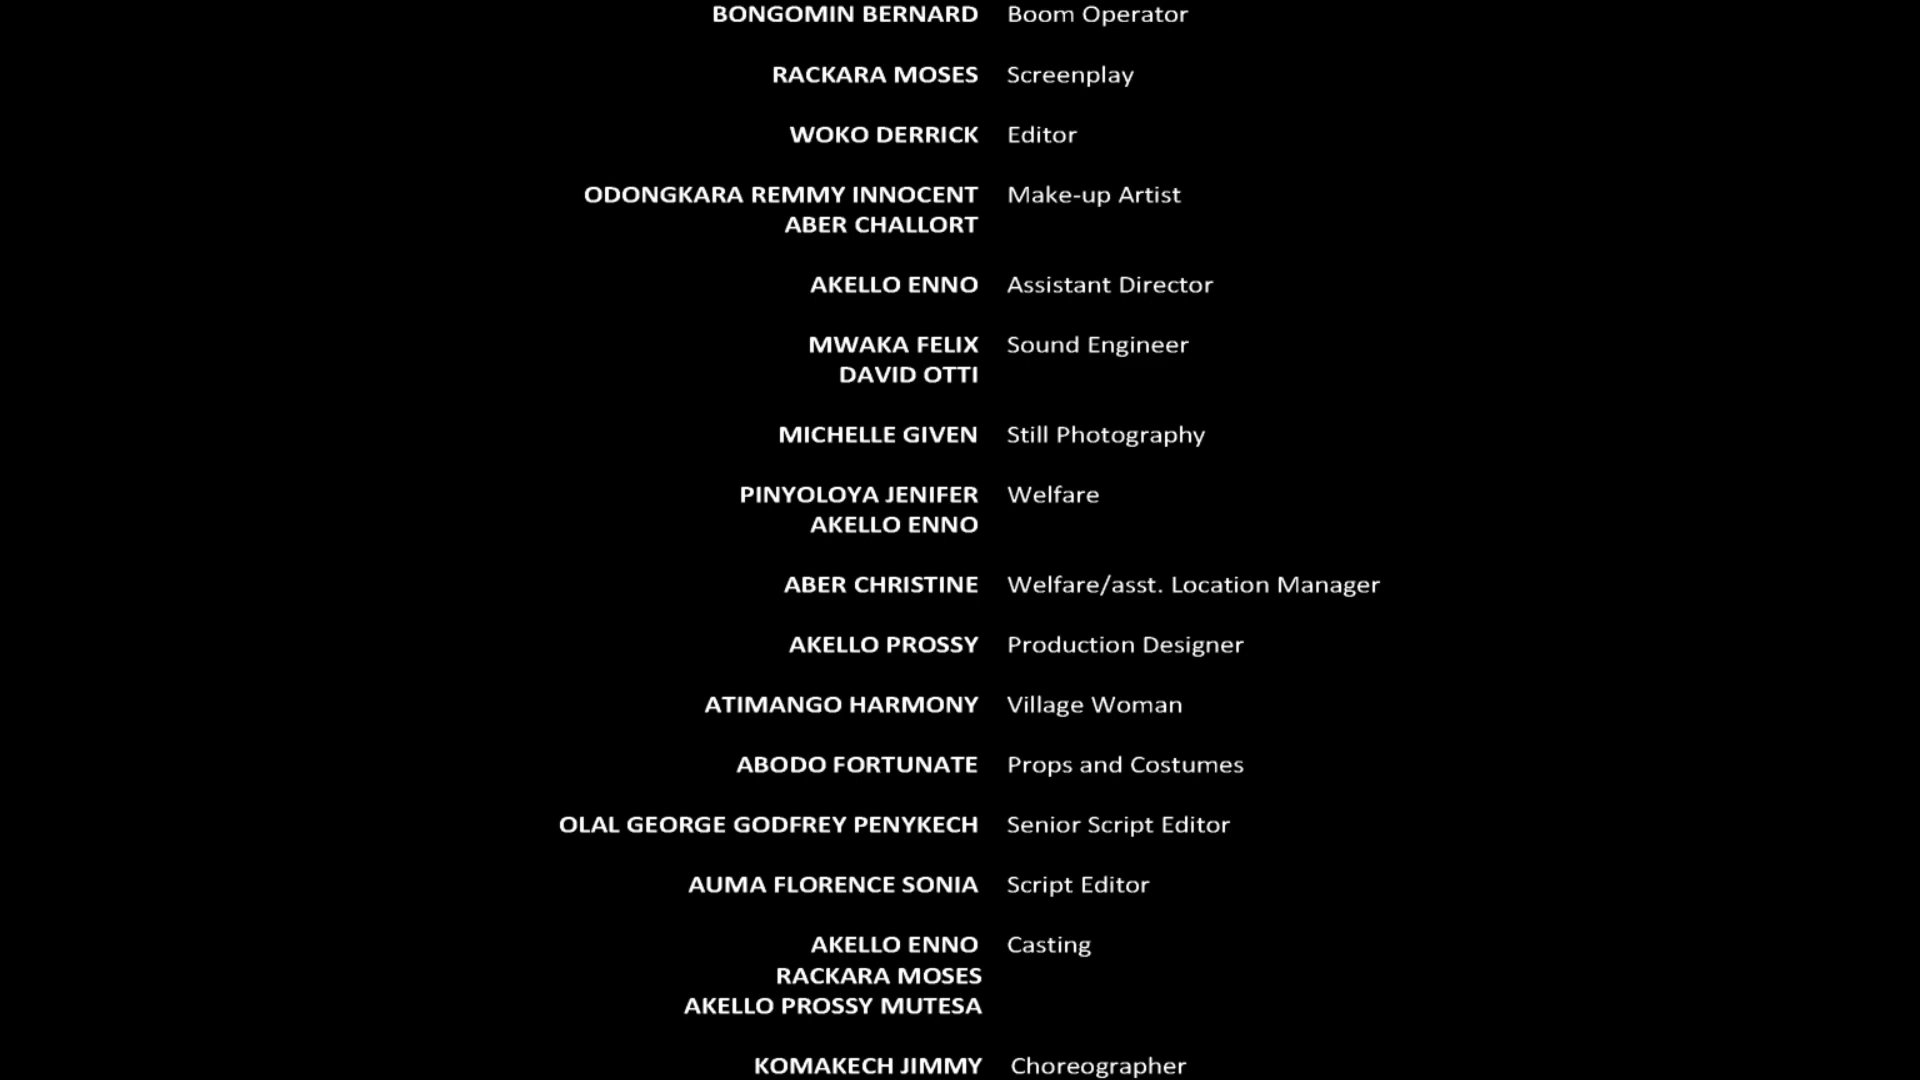 BONGOMIN BERNARD Boom Operator
RACKARA MOSES Screenplay
WOKO DERRICK Editor
ODONGKARA REMMY INNOCENT Make-up Artist
ABER CHALLORT
AKELLO ENNO Assistant Director
MWAKA FELIX Sound Engineer
DAVID OTTI
MICHELLE GIVEN Still Photography
PINYOLOYA JENIFER Welfare
AKELLO ENNO
ABER CHRISTINE Welfare/asst. Location Manager
AKELLO PROSSY Production Designer
ATIMANGO HARMONY Village Woman
ABODO FORTUNATE Props and Costumes
OLAL GEORGE GODFREY PENYKECH Senior Script Editor
AUMA FLORENCE SONIA Script Editor
AKELLO ENNO Casting
RACKARA MOSES
AKELLO PROSSY MUTESA
KOMAKECH JIMMY Choreographer